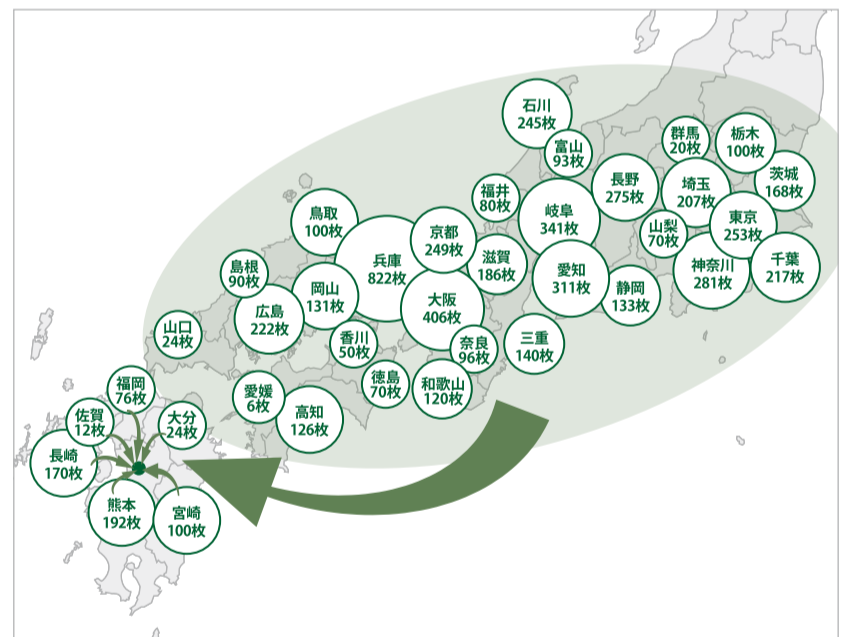 石川
245枚
富山
93枚
群馬
20枚
栃木
100枚
茨城
168枚
長野
275枚
埼玉
207枚
福井
80枚
岐阜
341枚
東京
253枚
山梨
70枚
鳥取
100枚
京都
249枚
兵庫
822枚
滋賀
186枚
愛知
311枚
神奈川
281枚
千葉
217枚
島根
90枚
岡山
131枚
静岡
133枚
広島
222枚
大阪
406枚
山口
24枚
香川
50枚
奈良
96枚
三重
140枚
徳島
70枚
和歌山
120枚
福岡
76枚
愛媛
6枚
高知
126枚
佐賀
12枚
大分
24枚
長崎
170枚
熊本
192枚
宮崎
100枚